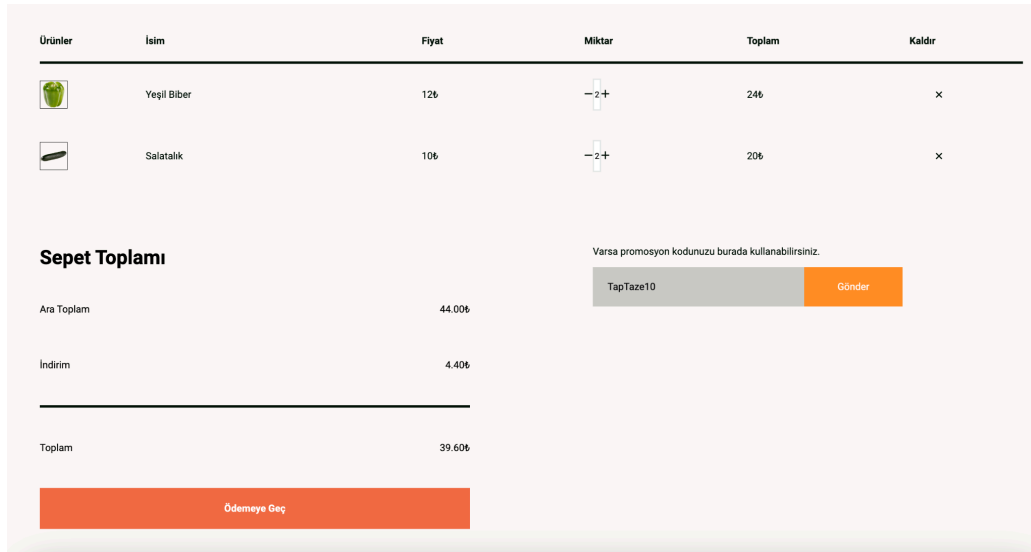 Ürünler İsim Fiyat Miktar Toplam Kaldır
Yeşil Biber 12₺ 2 24₺ ×
Salatalık 10₺ 2 20₺ ×
Sepet Toplamı
Ara Toplam 44.00₺
İndirim 4.40₺
Toplam 39.60₺
Ödemeye Geç
Varsa promosyon kodunuzu burada kullanabilirsiniz.
TapTaze10 Gönder